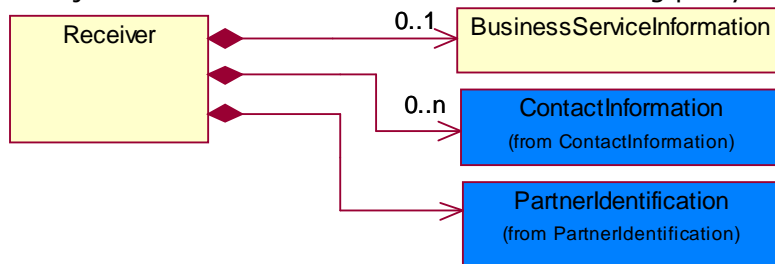 Receiver
0..1
BusinessServiceInformation
0..n
ContactInformation
(from ContactInformation)
PartnerIdentification
(from PartnerIdentification)